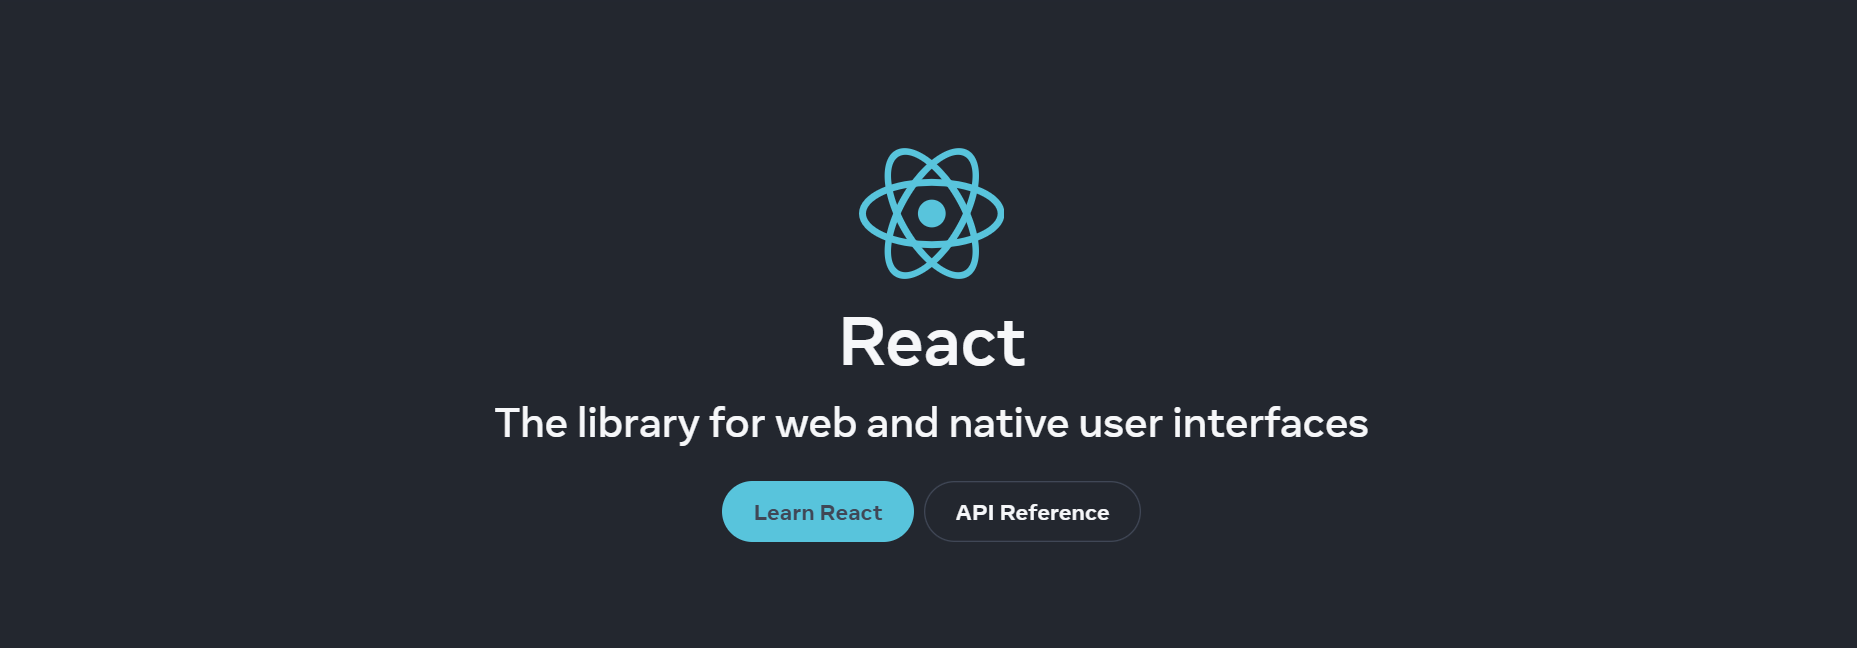 React
The library for web and native user interfaces
Learn React
API Reference